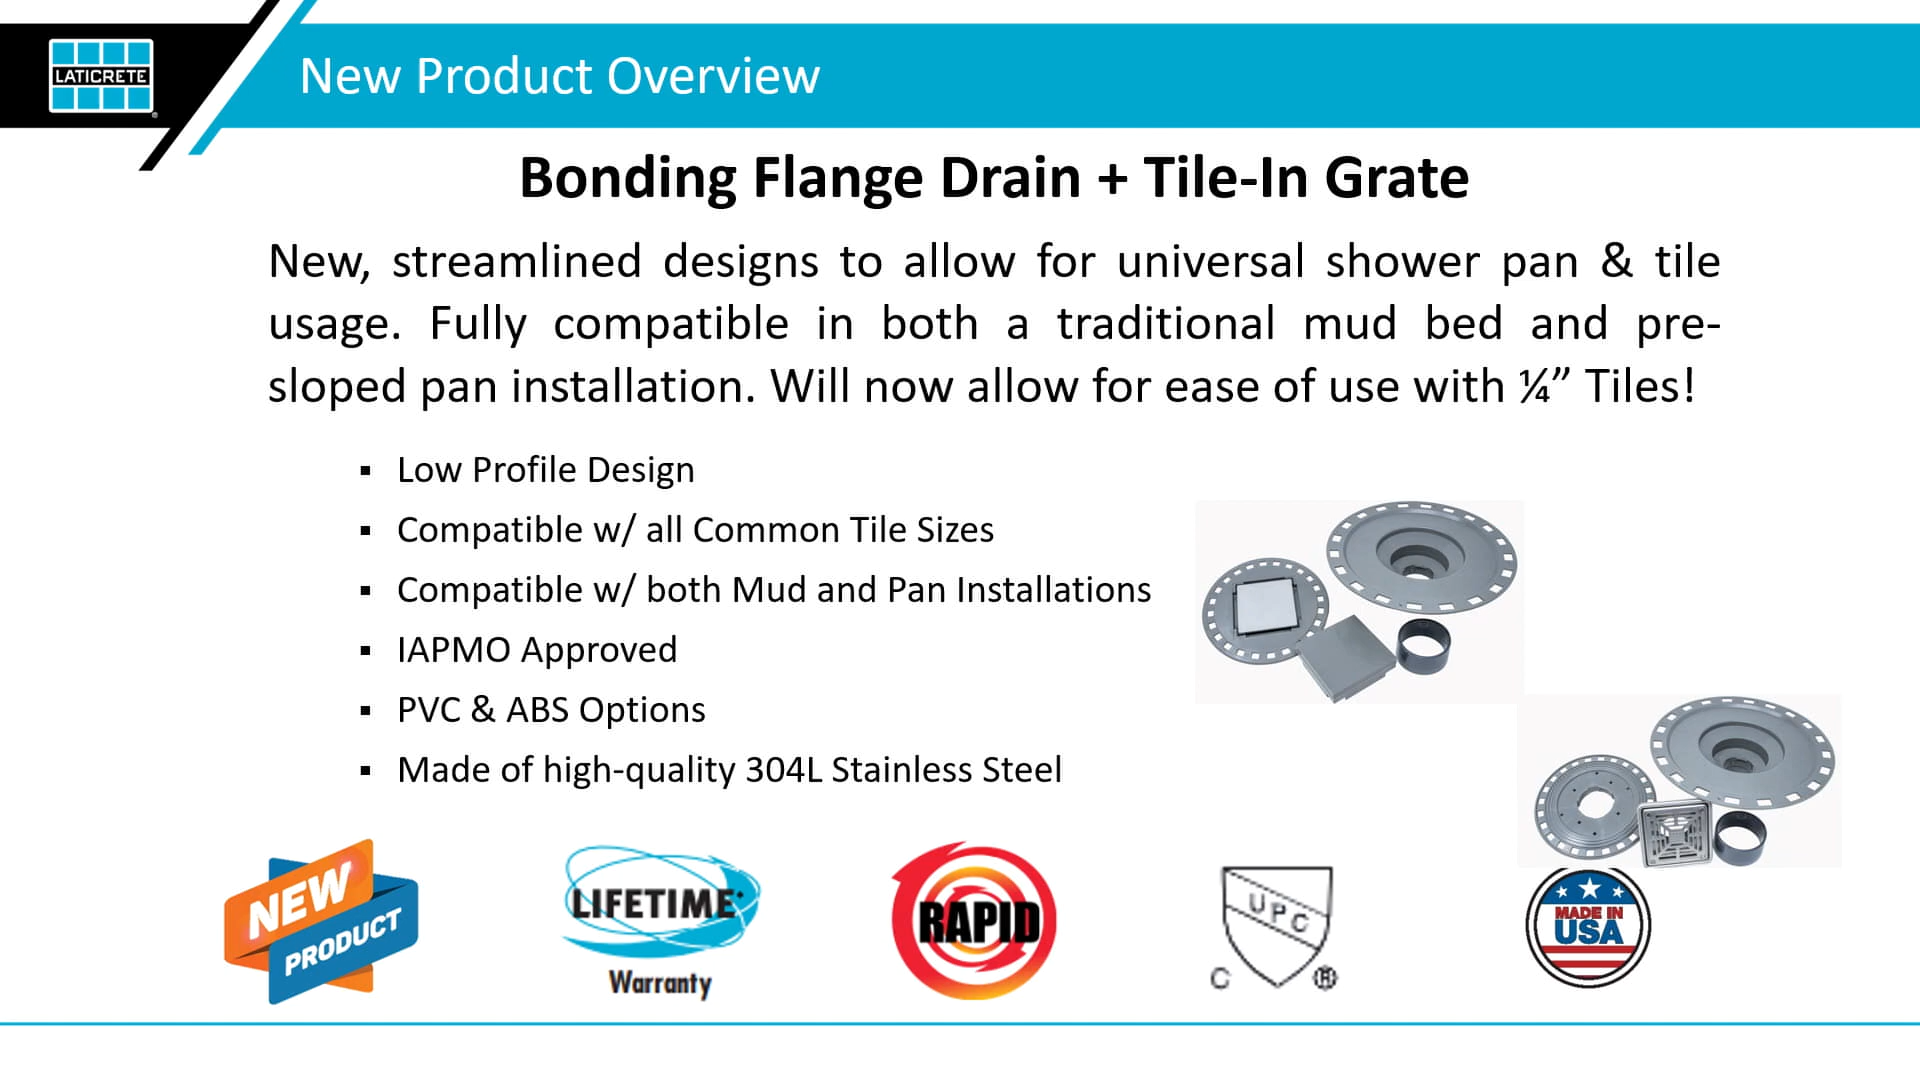 LATICRETE
New Product Overview
Bonding Flange Drain + Tile-In Grate
New, streamlined designs to allow for universal shower pan & tile
usage. Fully compatible in both a traditional mud bed and pre-
sloped pan installation. Will now allow for ease of use with ¼” Tiles!
▪ Low Profile Design
▪ Compatible w/ all Common Tile Sizes
▪ Compatible w/ both Mud and Pan Installations
▪ IAPMO Approved
▪ PVC & ABS Options
▪ Made of high-quality 304L Stainless Steel
NEW
PRODUCT
LIFETIME*
Warranty
RAPID
UPC
C ®
MADE IN
USA